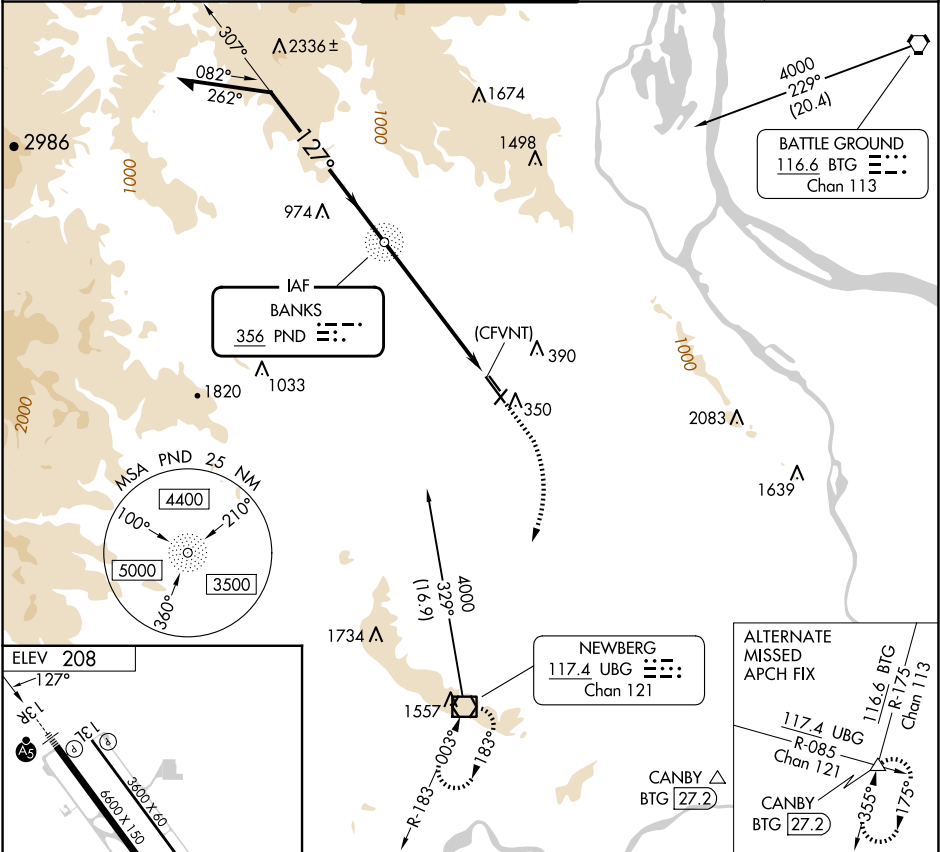 307°
2336 ±
082°
262°
127°
1000
1674
1498
2986
1000
974
4000
229°
(20.4)
BATTLE GROUND
116.6 BTG
Chan 113
IAF
BANKS
356 PND
(CFVNT)
390
1033
1820
350
1000
2083
2000
1639
MSA PND 25 NM
4400
100°
210°
5000
3500
360°
4000
329°
(16.9)
1734
NEWBERG
117.4 UBG
Chan 121
1557
003°
183°
R-183
CANBY
BTG 27.2
ELEV 208
127°
13R
A5
P
13L
P
3600 X 60
6600 X 150
ALTERNATE
MISSED
APCH FIX
116.6 BTG
R-175
Chan 113
117.4 UBG
R-085
Chan 121
CANBY
BTG 27.2
355°
175°